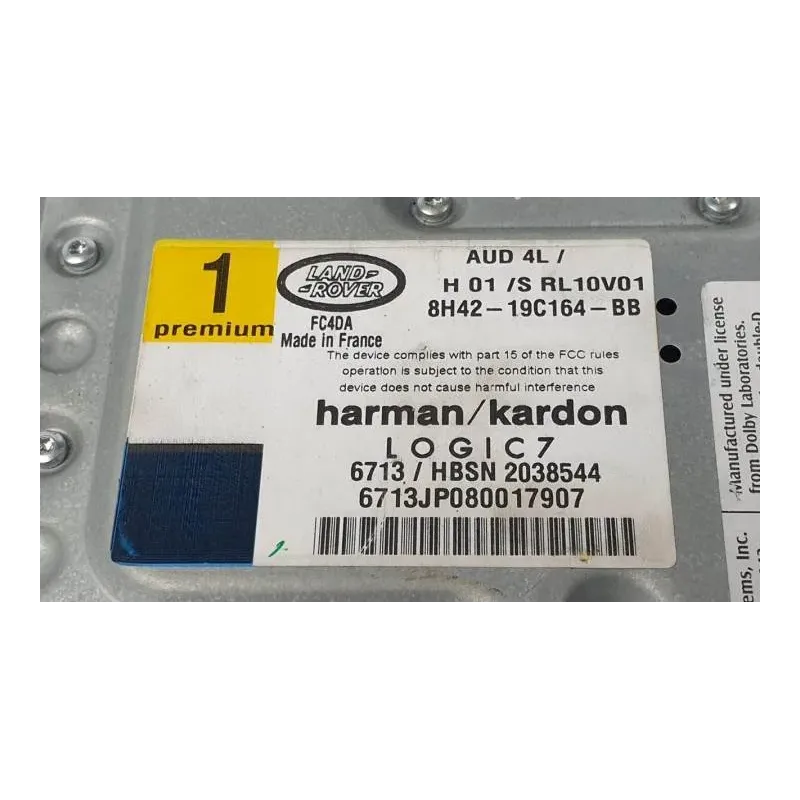 1
premium
LAND-
-ROVER
FC4DA
Made in France
AUD 4L /
H 01 /S RL10V01
8H42-19C164-BB
The device complies with part 15 of the FCC rules
operation is subject to the condition that this
device does not cause harmful interference
harman/kardon
LOGIC7
6713 / HBSN 2038544
6713JP080017907
Manufactured under license
from Dolby Laboratories.
ems, Inc.